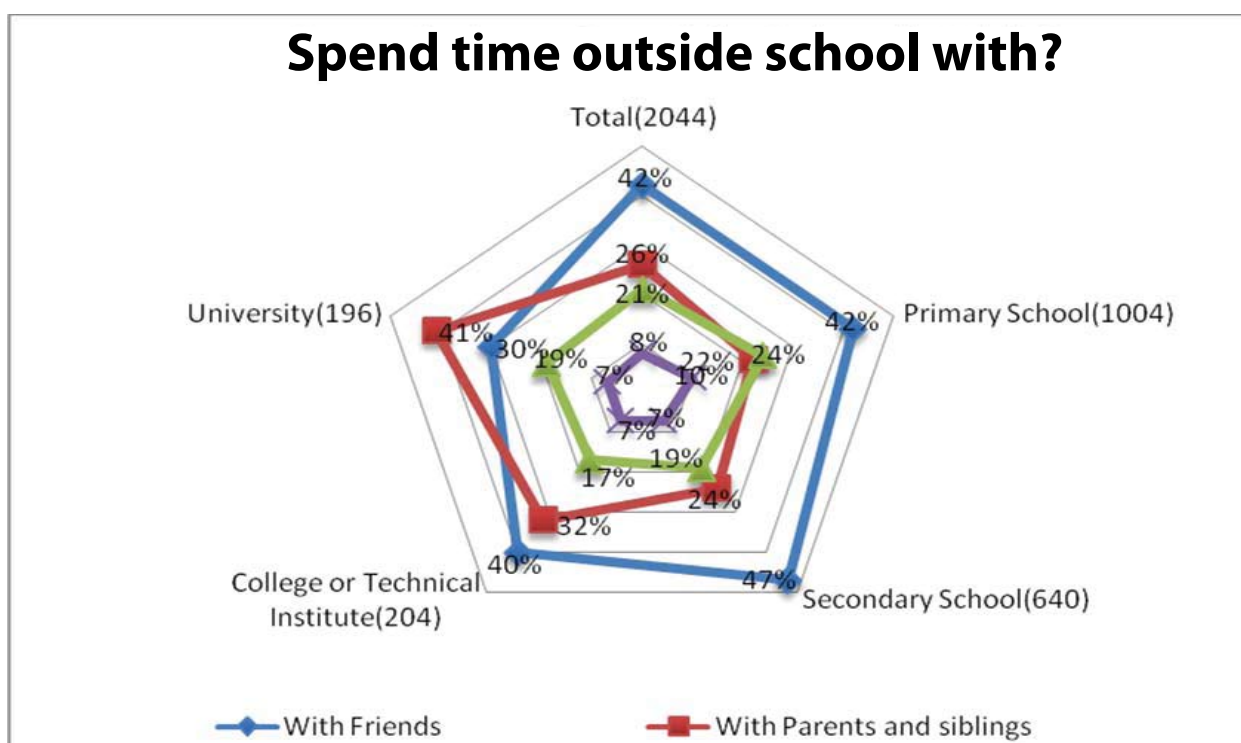 Spend time outside school with?
Total(2044)
42%
26%
21%
8%
University(196)
41%
30%
19%
7%
Primary School(1004)
42%
24%
22%
10%
7%
7%
19%
17%
24%
32%
40%
47%
College or Technical
Institute(204)
Secondary School(640)
With Friends
With Parents and siblings